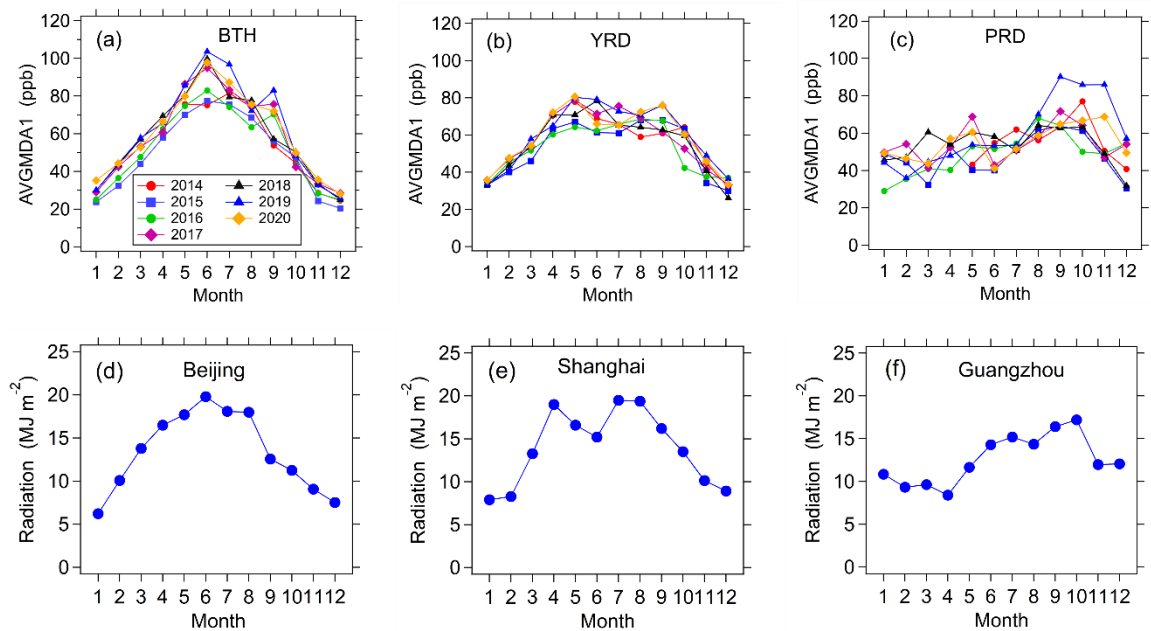 (a) BTH
AVGMDA1 (ppb)
120
100
80
60
40
20
0
2014 2018
2015 2019
2016 2020
2017
1 2 3 4 5 6 7 8 9 10 11 12
Month
(b) YRD
AVGMDA1 (ppb)
120
100
80
60
40
20
0
1 2 3 4 5 6 7 8 9 10 11 12
Month
(c) PRD
AVGMDA1 (ppb)
120
100
80
60
40
20
0
1 2 3 4 5 6 7 8 9 10 11 12
Month
(d) Beijing
Radiation (MJ m⁻²)
25
20
15
10
5
0
1 2 3 4 5 6 7 8 9 10 11 12
Month
(e) Shanghai
Radiation (MJ m⁻²)
25
20
15
10
5
0
1 2 3 4 5 6 7 8 9 10 11 12
Month
(f) Guangzhou
Radiation (MJ m⁻²)
25
20
15
10
5
0
1 2 3 4 5 6 7 8 9 10 11 12
Month